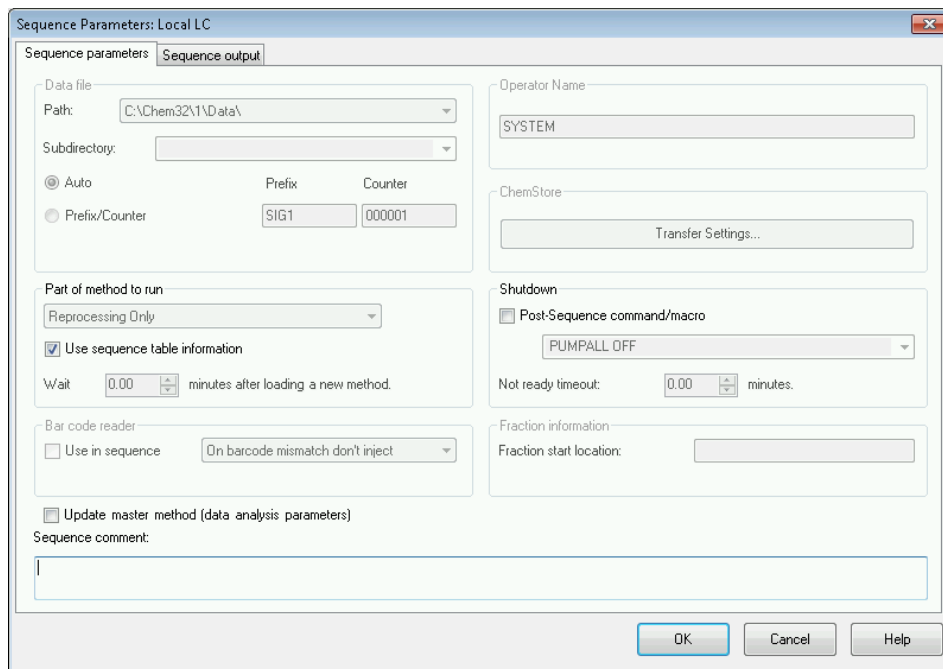 Sequence Parameters: Local LC
Sequence parameters
Sequence output
Data file
Path:
C:\Chem32\1\Data\
Subdirectory:
Auto
Prefix
Counter
Prefix/Counter
SIG1
000001
Operator Name
SYSTEM
ChemStore
Transfer Settings...
Part of method to run
Reprocessing Only
Use sequence table information
Wait
0.00
minutes after loading a new method.
Shutdown
Post-Sequence command/macro
PUMPALL OFF
Not ready timeout:
0.00
minutes.
Bar code reader
Use in sequence
On barcode mismatch don't inject
Fraction information
Fraction start location:
Update master method (data analysis parameters)
Sequence comment:
OK
Cancel
Help